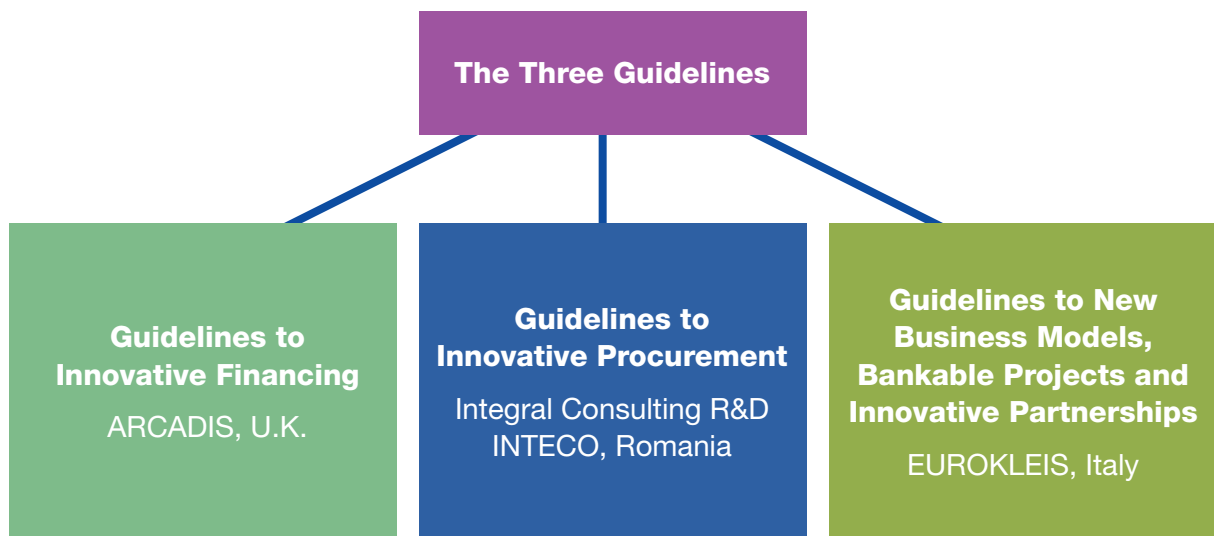 The Three Guidelines
Guidelines to
Innovative Financing
ARCADIS, U.K.
Guidelines to
Innovative Procurement
Integral Consulting R&D
INTECO, Romania
Guidelines to New
Business Models,
Bankable Projects and
Innovative Partnerships
EUROKLEIS, Italy